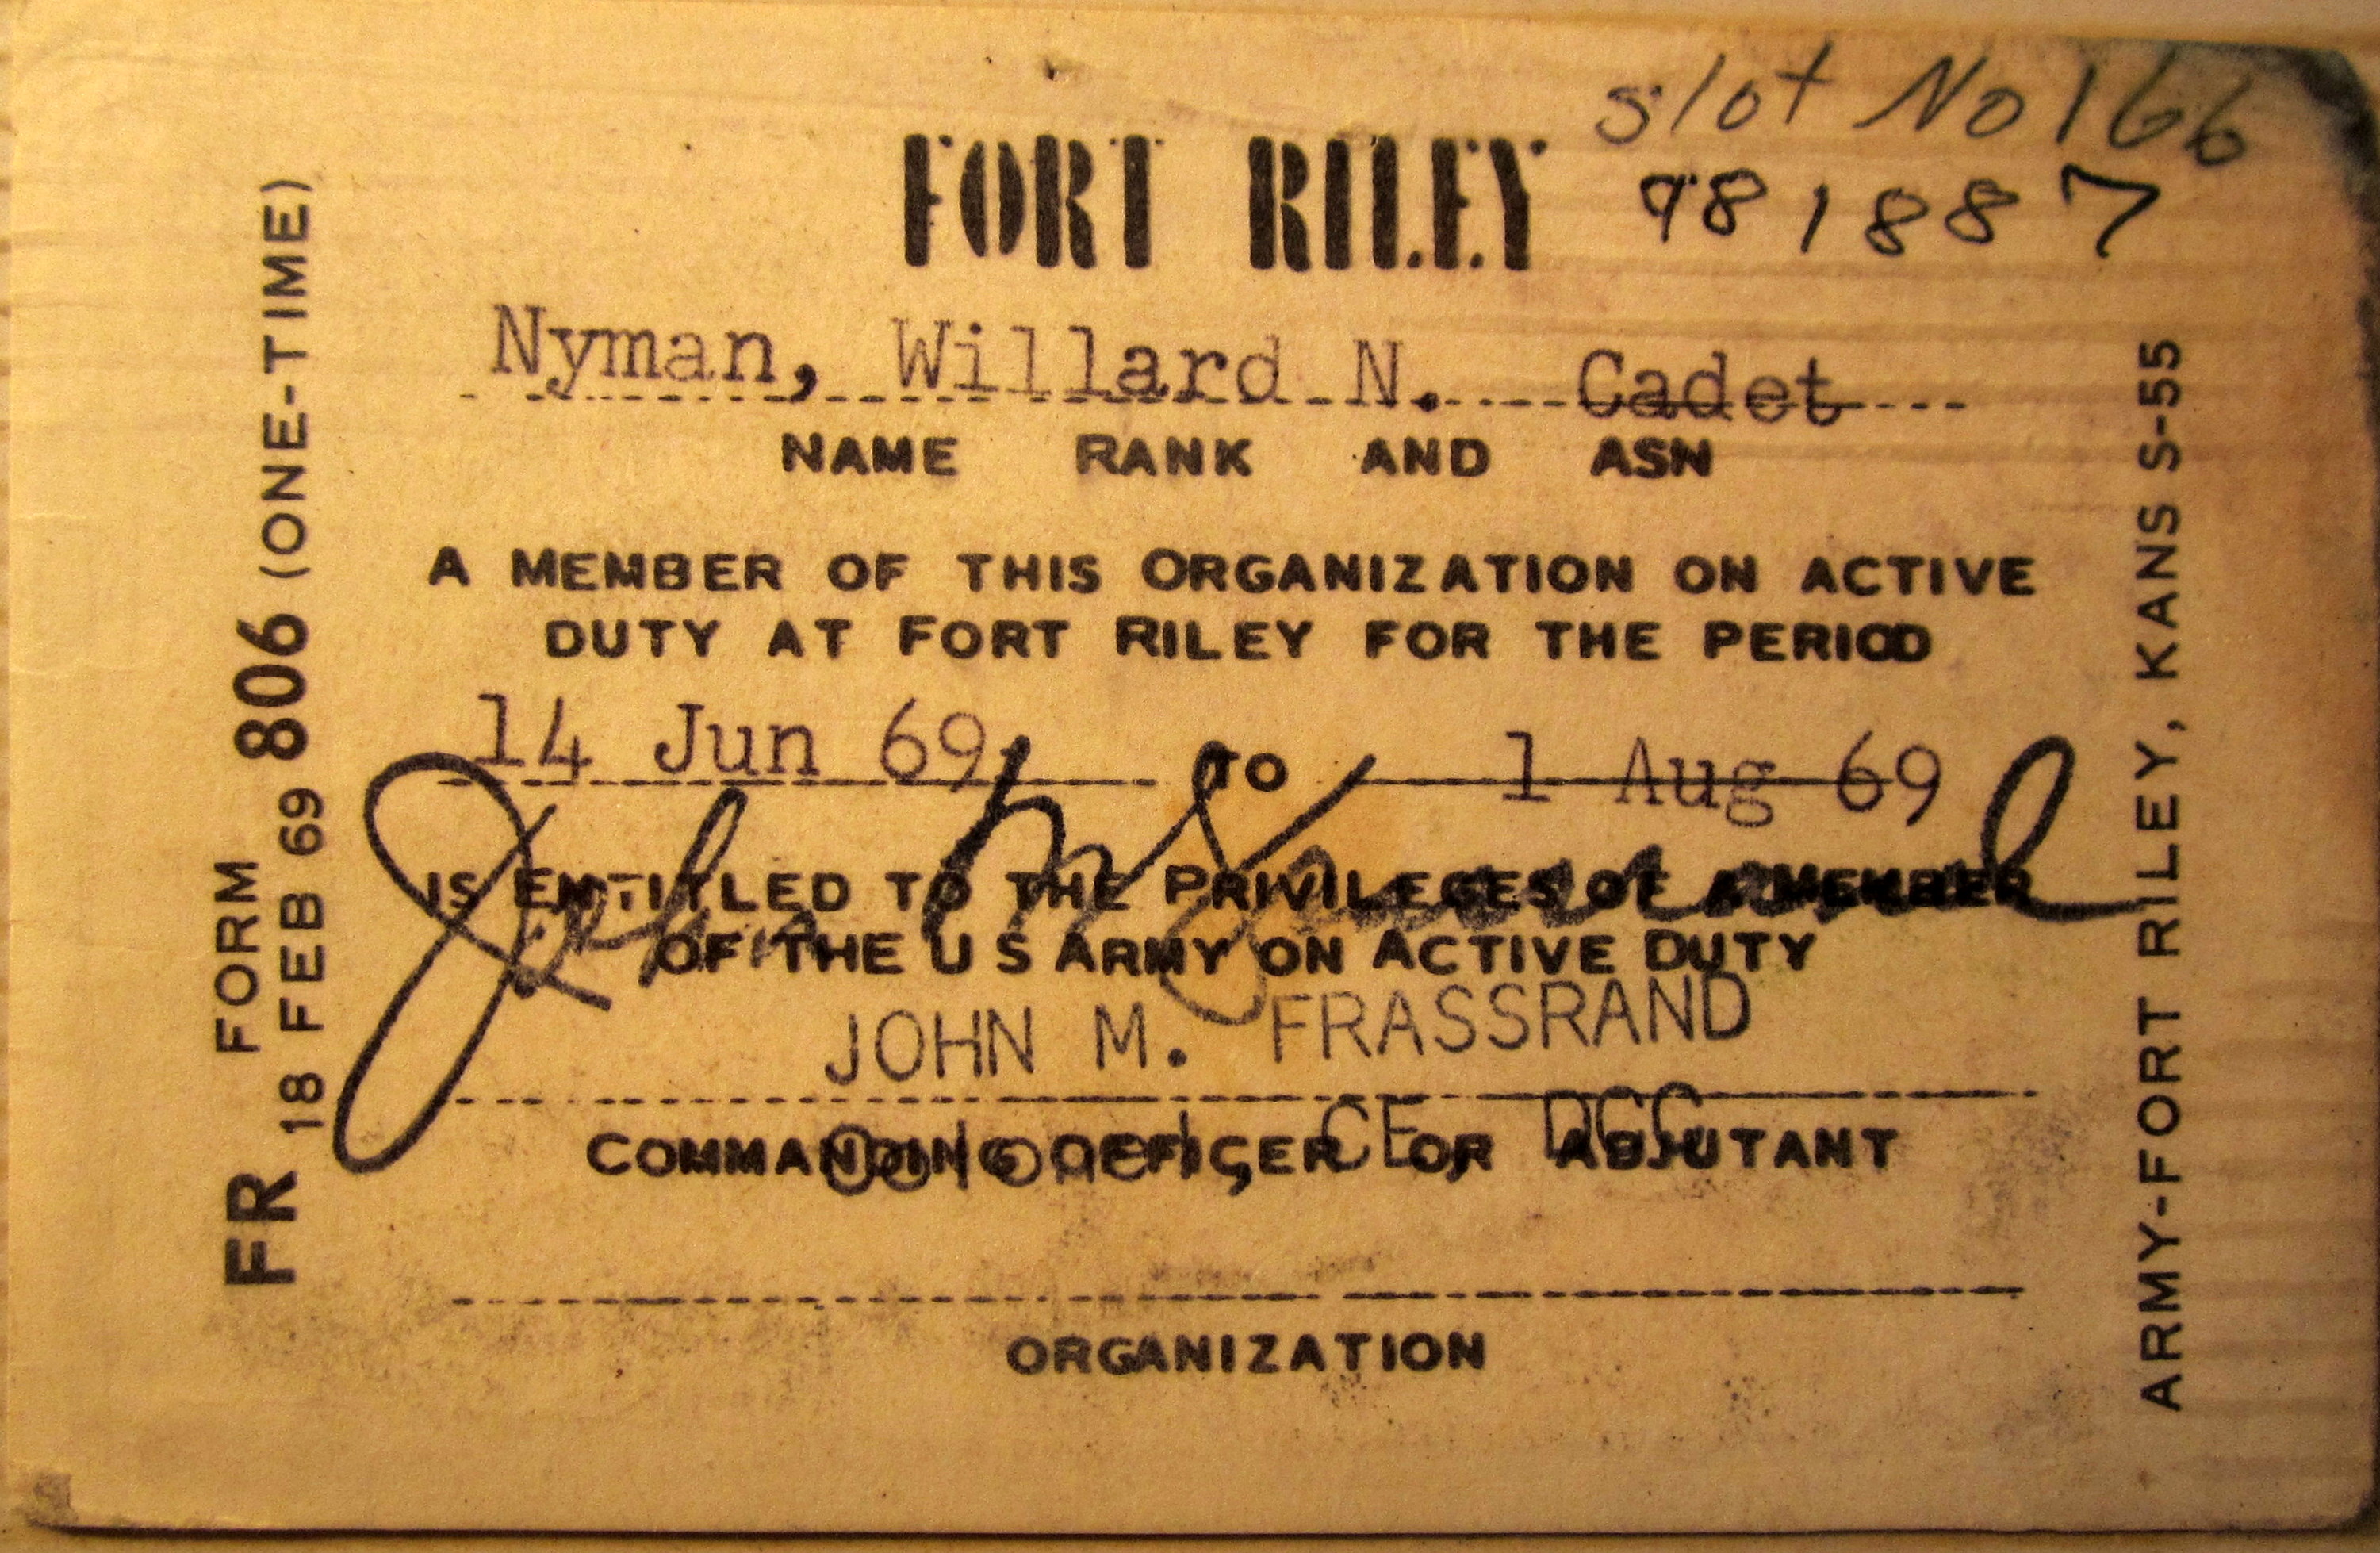 slot No 166
FORT RILEY
981887
Nyman, Willard N. Cadet
NAME RANK AND ASN
A MEMBER OF THIS ORGANIZATION ON ACTIVE
DUTY AT FORT RILEY FOR THE PERIOD
14 Jun 69 TO 1 Aug 69
IS ENTITLED TO THE PRIVILEGES OF A MEMBER
OF THE U S ARMY ON ACTIVE DUTY
JOHN M. FRASSRAND
Colonel, CE,
COMMANDING OFFICER OR ADJUTANT
ORGANIZATION
FR FORM 806 (ONE-TIME)
18 FEB 69
ARMY-FORT RILEY, KANS S-55